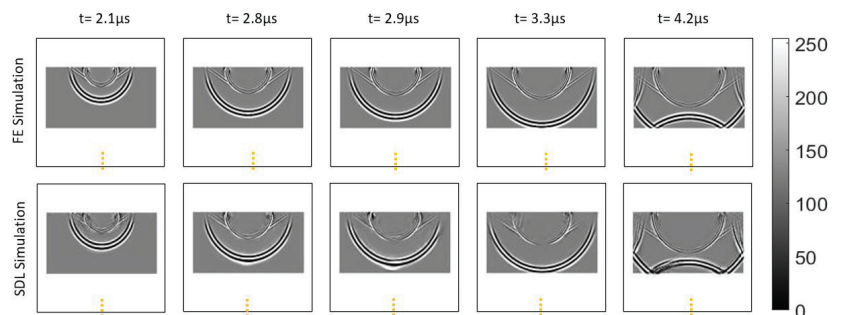 t= 2.1µs
t= 2.8µs
t= 2.9µs
t= 3.3µs
t= 4.2µs
FE Simulation
SDL Simulation
250
200
150
100
50
0